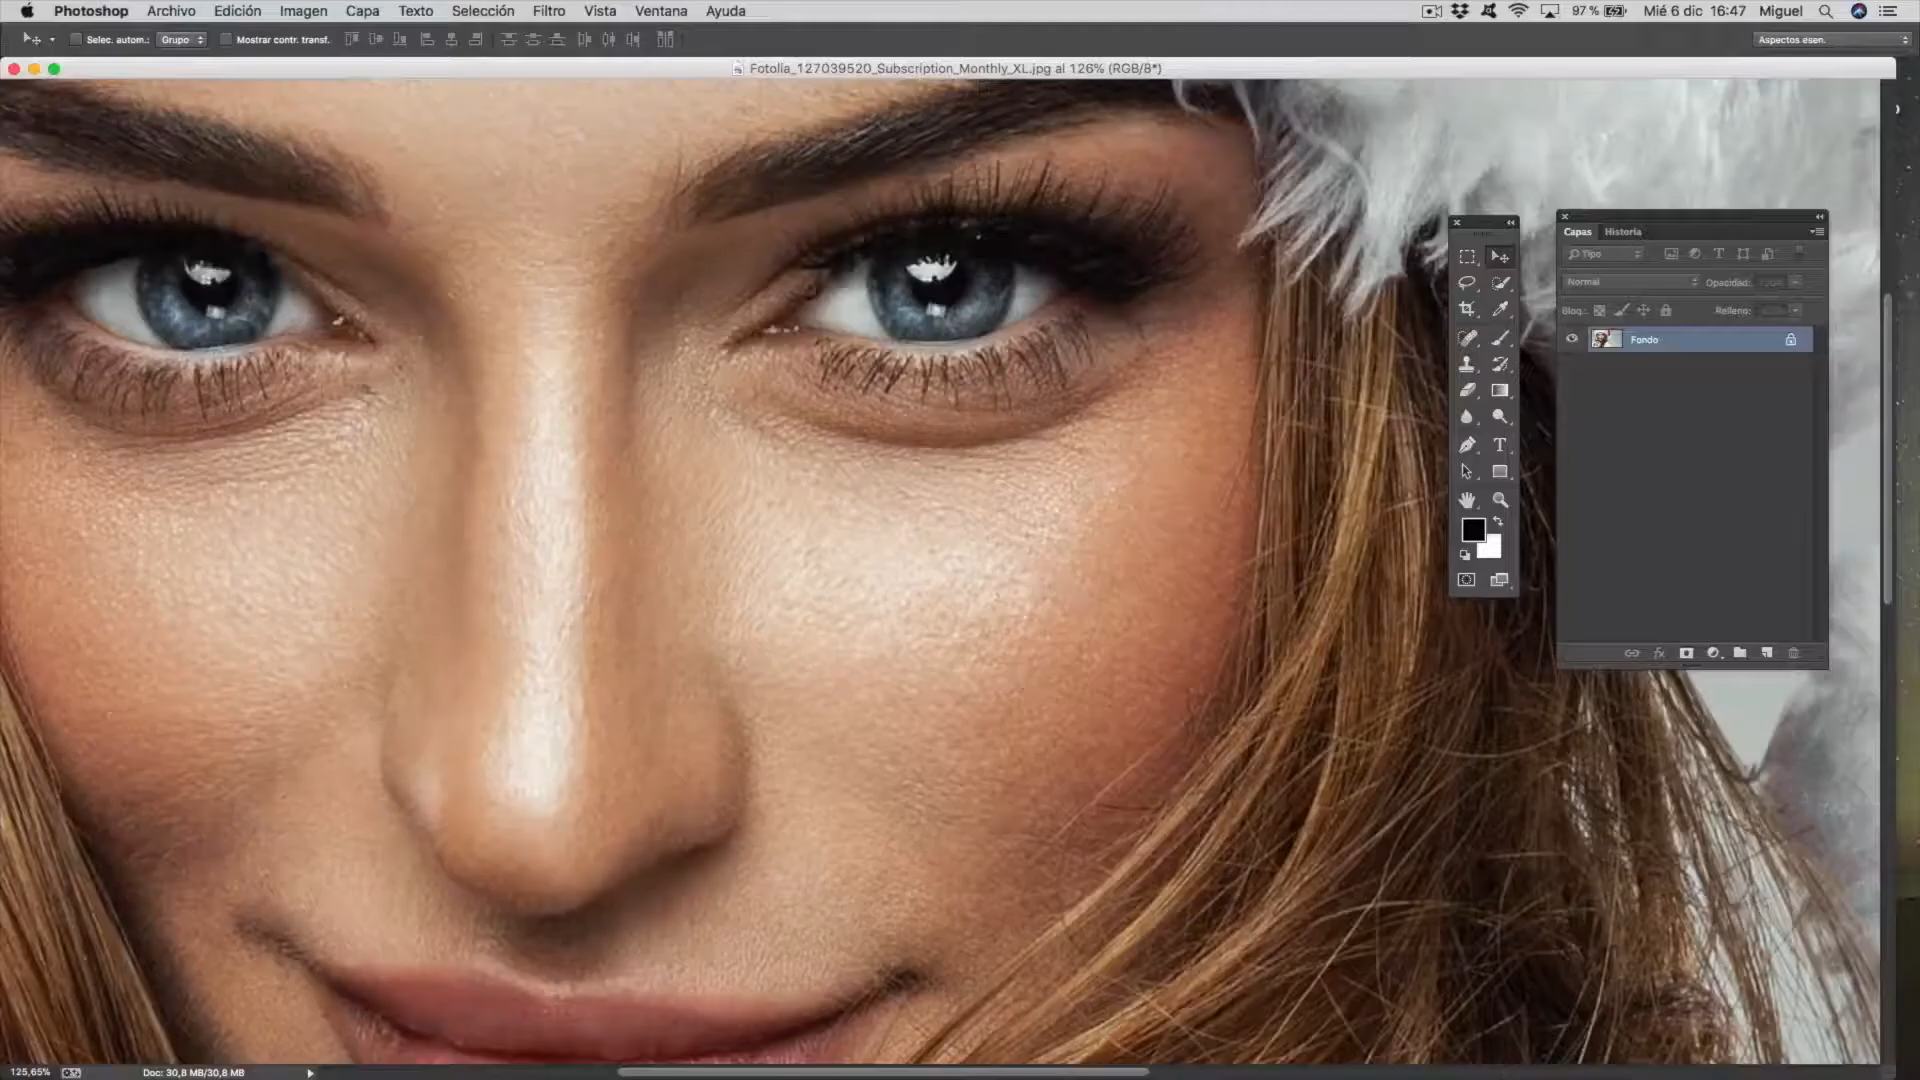 Photoshop Archivo Edición Imagen Capa Texto Selección Filtro Vista Ventana Ayuda 97 % Mié 6 dic 16:47 Miguel
Selec. autom.: Grupo Mostrar contr. transf. Aspectos esen.
Fotolia_127039520_Subscription_Monthly_XL.jpg al 126% (RGB/8*)
Capas Historia
Tipo
Normal Opacidad:
Bloq.: Relleno:
Fondo
fx
125,65% Doc: 30,8 MB/30,8 MB